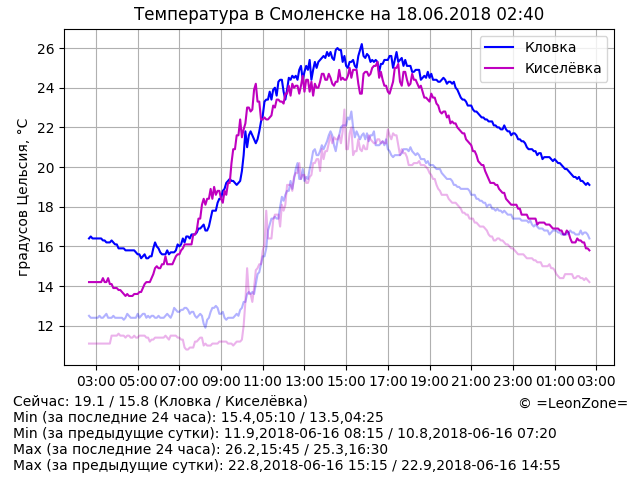 Температура в Смоленске на 18.06.2018 02:40
Кловка
Киселёвка
градусов Цельсия, °C
26
24
22
20
18
16
14
12
03:00 05:00 07:00 09:00 11:00 13:00 15:00 17:00 19:00 21:00 23:00 01:00 03:00
Сейчас: 19.1 / 15.8 (Кловка / Киселёвка)
© =LeonZone=
Min (за последние 24 часа): 15.4,05:10 / 13.5,04:25
Min (за предыдущие сутки): 11.9,2018-06-16 08:15 / 10.8,2018-06-16 07:20
Max (за последние 24 часа): 26.2,15:45 / 25.3,16:30
Max (за предыдущие сутки): 22.8,2018-06-16 15:15 / 22.9,2018-06-16 14:55